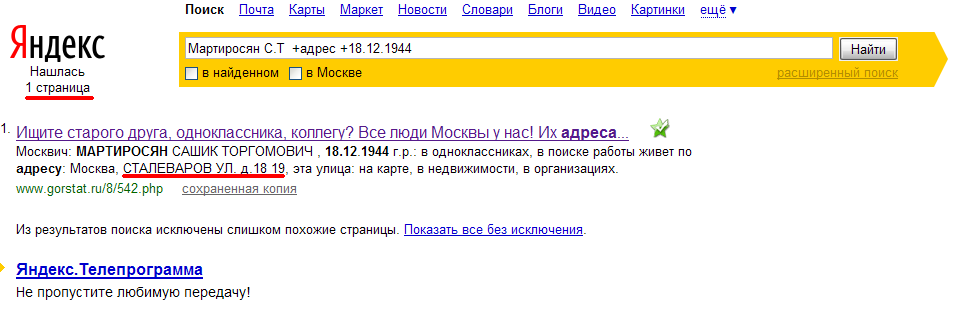 Поиск Почта Карты Маркет Новости Словари Блоги Видео Картинки ещё ▼
Яндекс
Нашлась
1 страница
Мартиросян С.Т +адрес +18.12.1944
Найти
в найденном в Москве расширенный поиск
1. Ищите старого друга, одноклассника, коллегу? Все люди Москвы у нас! Их адреса...
Москвич: МАРТИРОСЯН САШИК ТОРГОМОВИЧ , 18.12.1944 г.р.: в одноклассниках, в поиске работы живет по
адресу: Москва, СТАЛЕВАРОВ УЛ. д.18 19, эта улица: на карте, в недвижимости, в организациях.
www.gorstat.ru/8/542.php сохраненная копия
Из результатов поиска исключены слишком похожие страницы. Показать все без исключения.
Яндекс.Телепрограмма
Не пропустите любимую передачу!